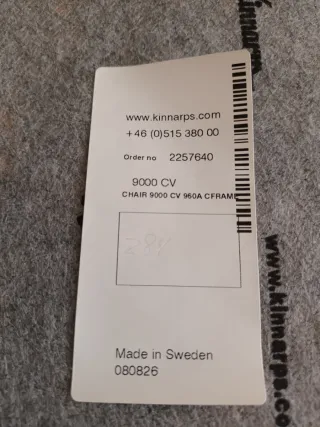 kinnarps
www.kinnarps.com
+46 (0)515 380 00
Order no 2257640
9000 CV
CHAIR 9000 CV 960A CFRAME
Made in Sweden
080826
www.kinnarps.co